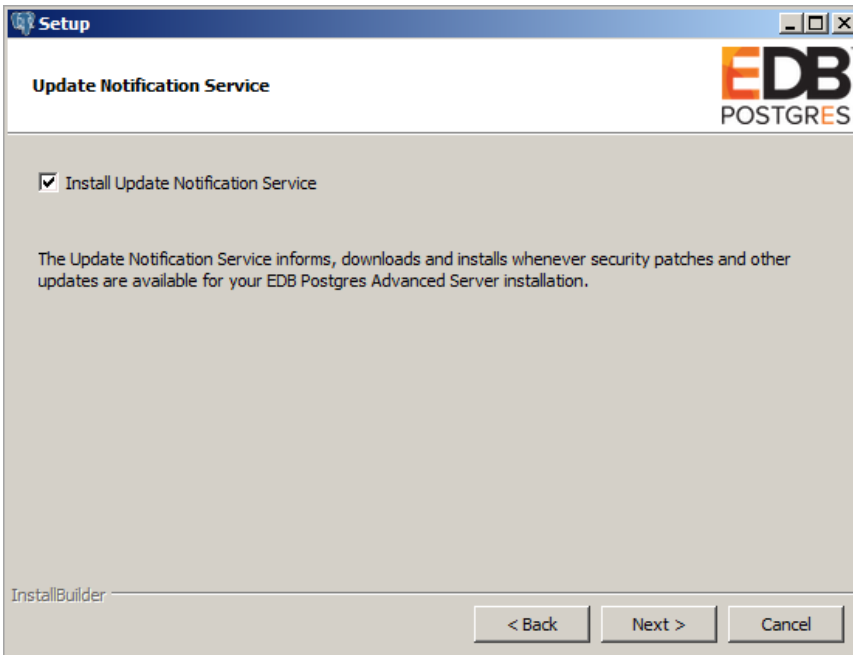 Setup
Update Notification Service
EDB
POSTGRES
Install Update Notification Service
The Update Notification Service informs, downloads and installs whenever security patches and other
updates are available for your EDB Postgres Advanced Server installation.
InstallBuilder
< Back
Next >
Cancel